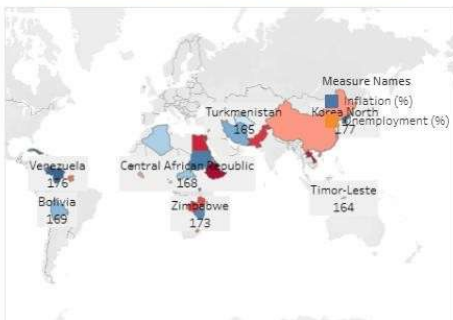 Measure Names
Inflation (%)
Unemployment (%)
Turkmenistan
165
Korea North
177
Venezuela
176
Central African Republic
168
Bolivia
169
Zimbabwe
173
Timor-Leste
164